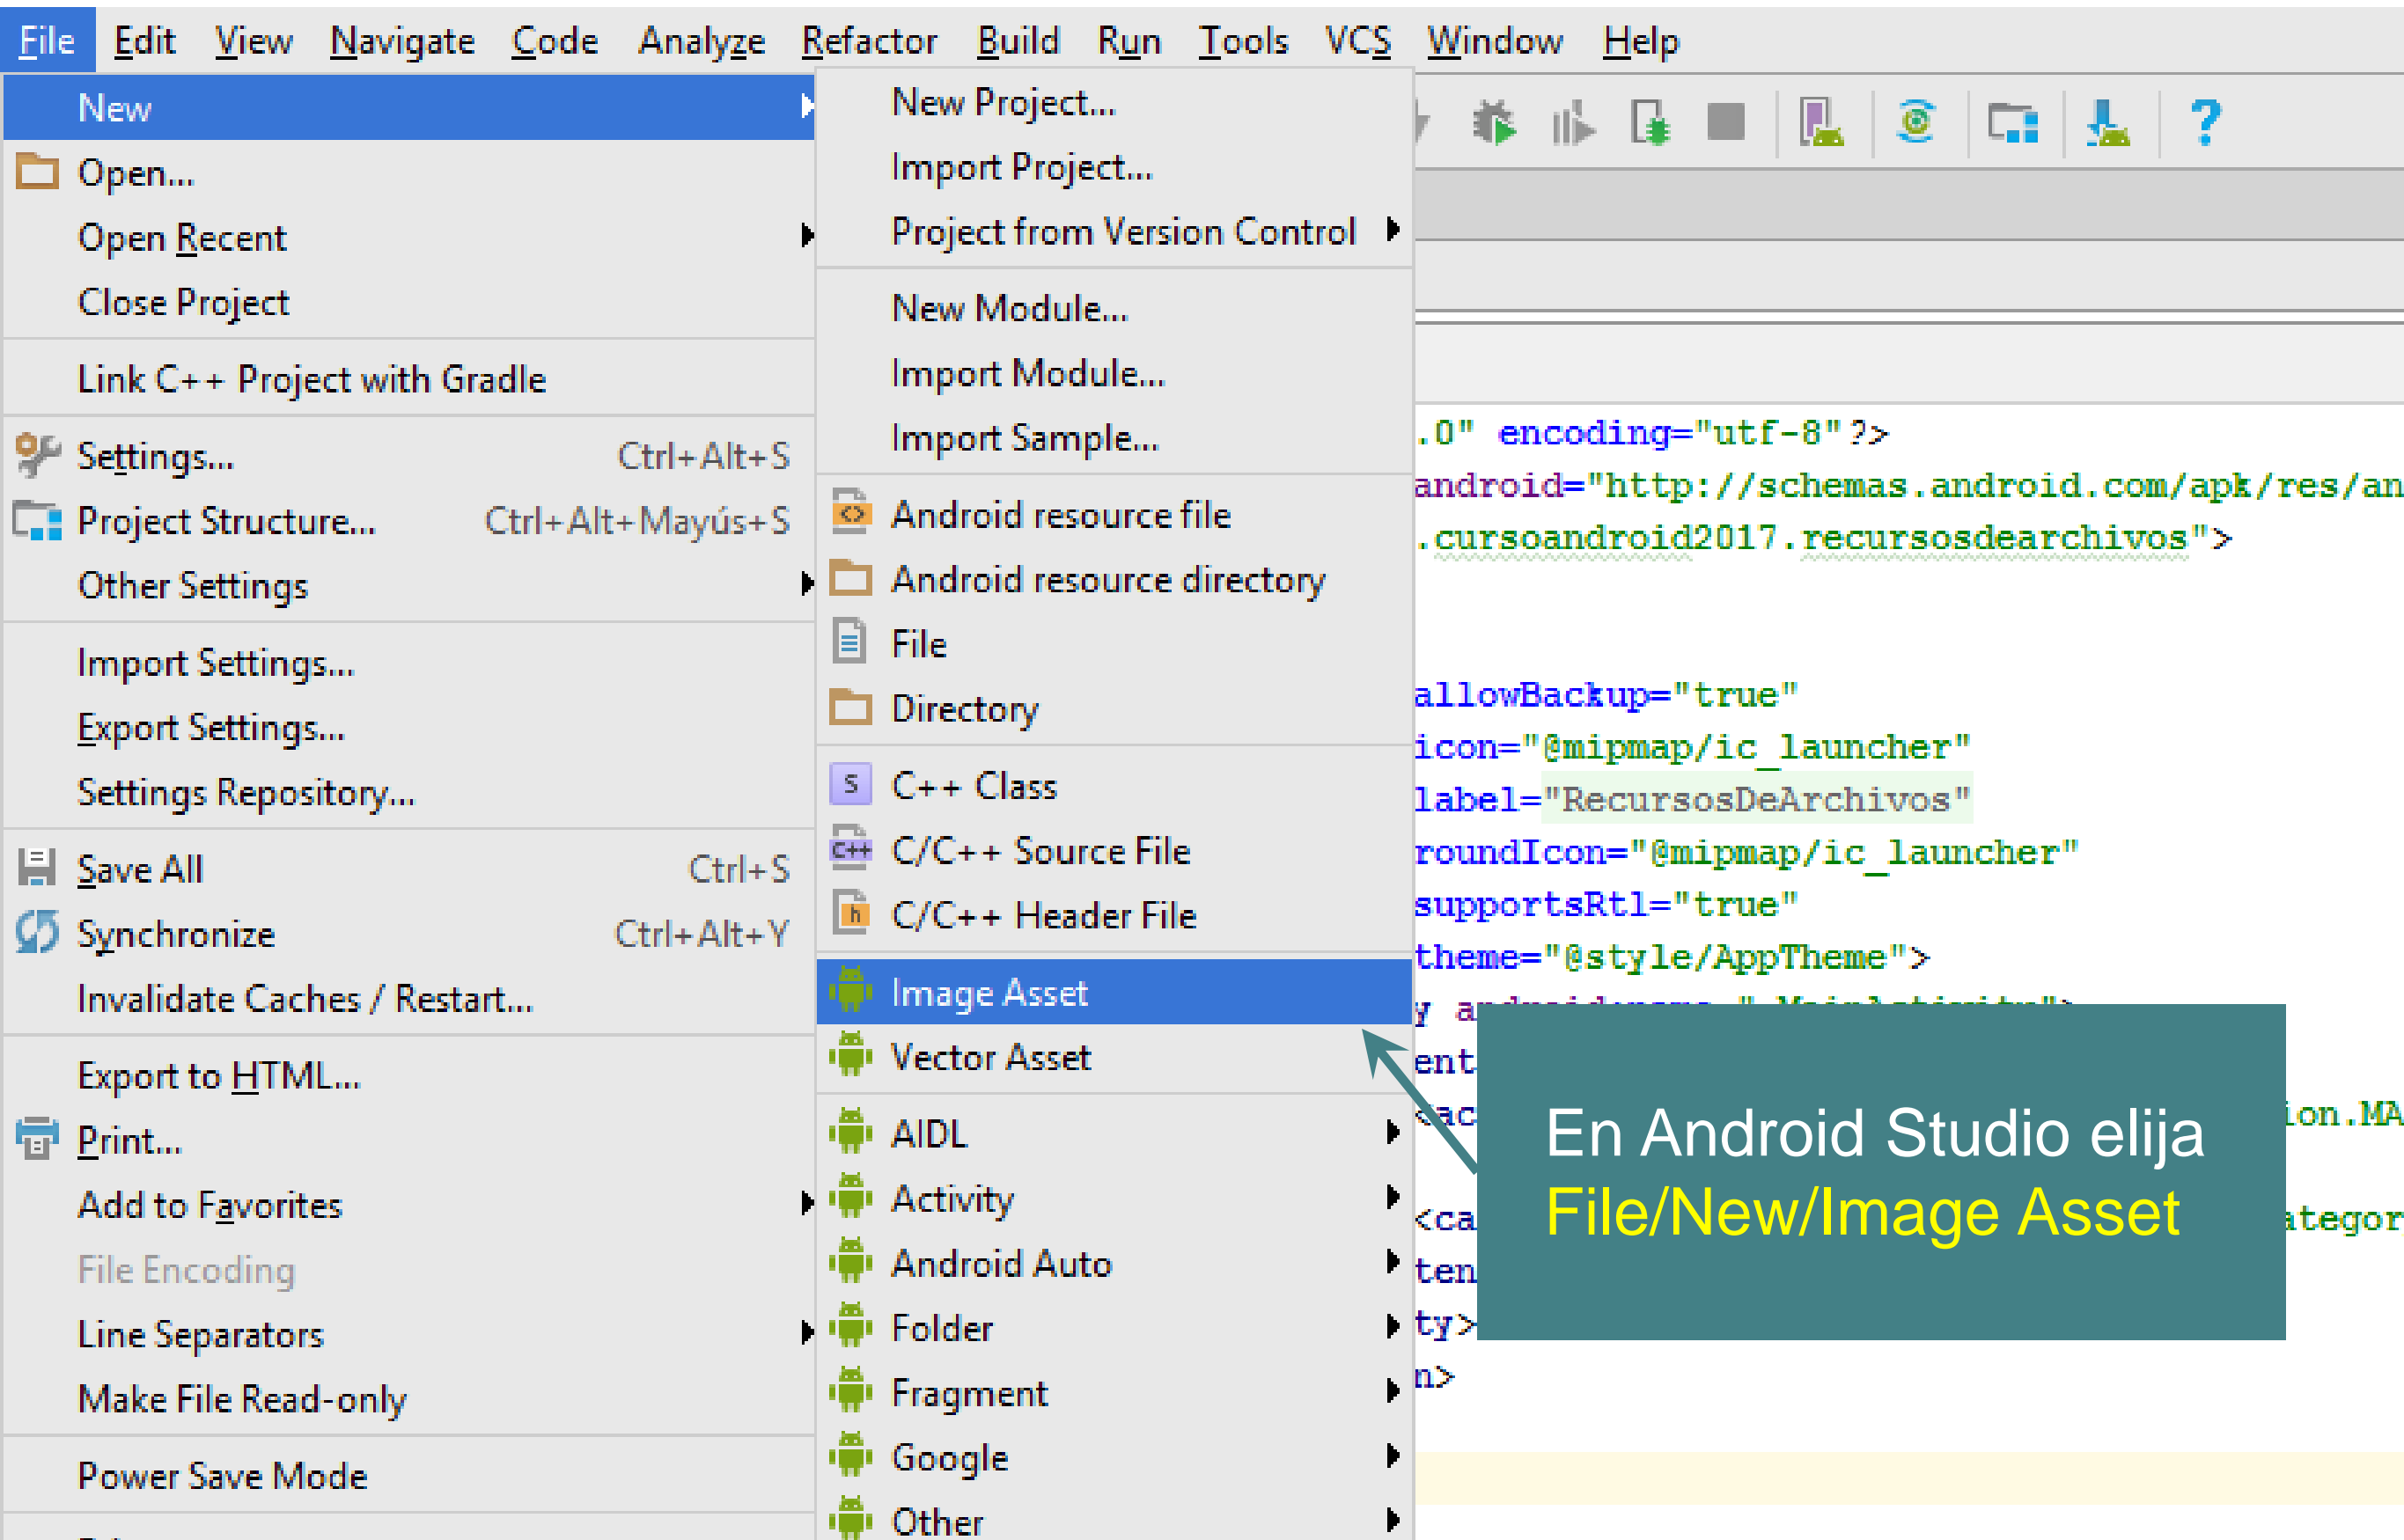 File Edit View Navigate Code Analyze Refactor Build Run Tools VCS Window Help
New
Open...
Open Recent
Close Project
Link C++ Project with Gradle
Settings... Ctrl+Alt+S
Project Structure... Ctrl+Alt+Mayús+S
Other Settings
Import Settings...
Export Settings...
Settings Repository...
Save All Ctrl+S
Synchronize Ctrl+Alt+Y
Invalidate Caches / Restart...
Export to HTML...
Print...
Add to Favorites
File Encoding
Line Separators
Make File Read-only
Power Save Mode
New Project...
Import Project...
Project from Version Control
New Module...
Import Module...
Import Sample...
Android resource file
Android resource directory
File
Directory
S C++ Class
C++ C/C++ Source File
h C/C++ Header File
Image Asset
Vector Asset
AIDL
Activity
Android Auto
Folder
Fragment
Google
Other
?
.0" encoding="utf-8"?>
android="http://schemas.android.com/apk/res/an
.cursoandroid2017.recursosdearchivos">
allowBackup="true"
icon="@mipmap/ic_launcher"
label="RecursosDeArchivos"
roundIcon="@mipmap/ic_launcher"
supportsRtl="true"
theme="@style/AppTheme">
ent
<ac ion.MA
<ca ategor
ten
ty>
n>
En Android Studio elija
File/New/Image Asset